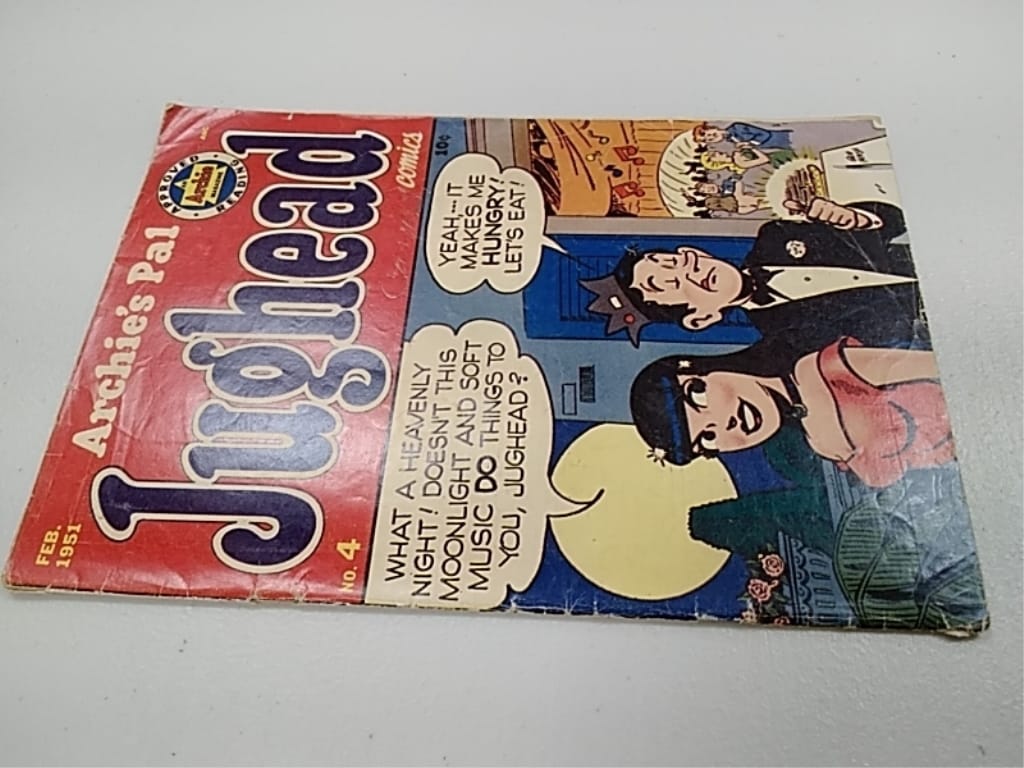 FEB.
1951
Archie's Pal
APPROVED
Archie
READING
Jughead
No. 4
comics
10¢
WHAT A HEAVENLY
NIGHT! DOESN'T THIS
MOONLIGHT AND SOFT
MUSIC DO THINGS TO
YOU, JUGHEAD?
YEAH,---IT
MAKES ME
HUNGRY!
LET'S EAT!